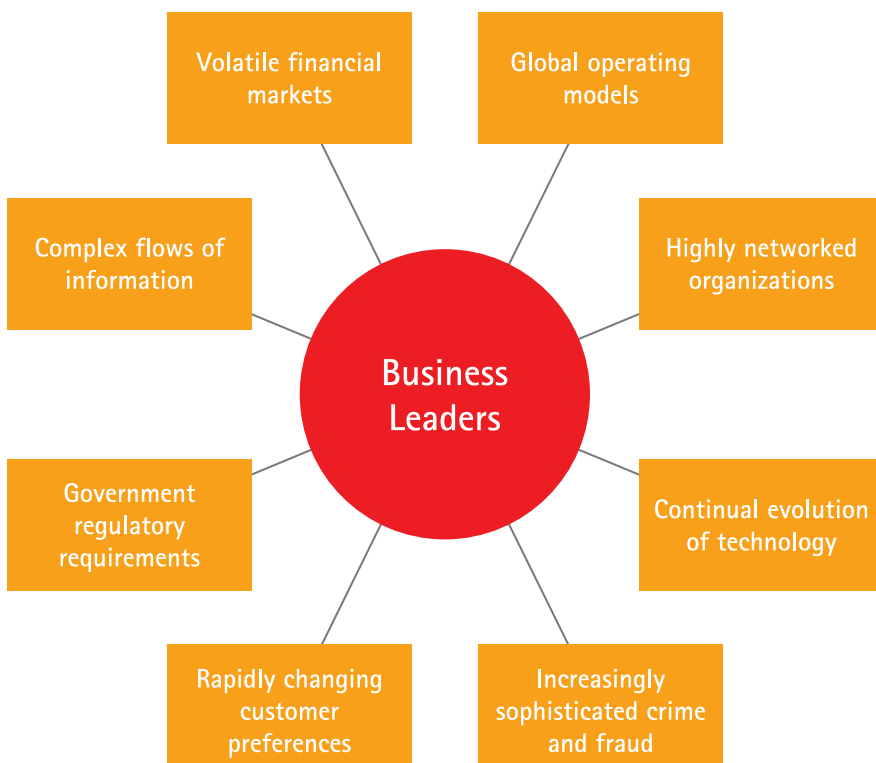 Volatile financial
markets
Global operating
models
Complex flows of
information
Highly networked
organizations
Business
Leaders
Government
regulatory
requirements
Continual evolution
of technology
Rapidly changing
customer
preferences
Increasingly
sophisticated crime
and fraud